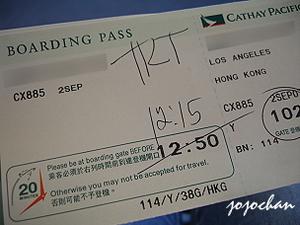 BOARDING PASS
CATHAY PACIFIC
LOS ANGELES
HONG KONG
CX885 2SEP
CX885 2SEP
12:15
Please be at boarding gate BEFORE
乘客必須於右列時間前到達登機閘口
12:50
Y
102
BN: 114
20
MINUTES
Otherwise you may not be accepted for travel.
否則可能不予登機。
114/Y/38G/HKG
jojochan